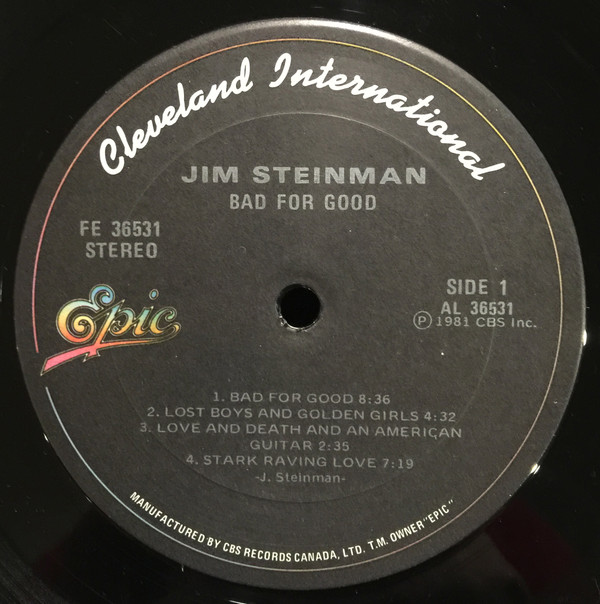 Cleveland International
JIM STEINMAN
BAD FOR GOOD
FE 36531
STEREO
SIDE 1
AL 36531
Ⓟ 1981 CBS Inc.
Epic
1. BAD FOR GOOD 8:36
2. LOST BOYS AND GOLDEN GIRLS 4:32
3. LOVE AND DEATH AND AN AMERIÇAN
GUITAR 2:35
4. STARK RAVING LOVE 7:19
-J. Steinman-
MANUFACTURED BY CBS RECORDS CANADA, LTD. T.M. OWNER "EPIC"